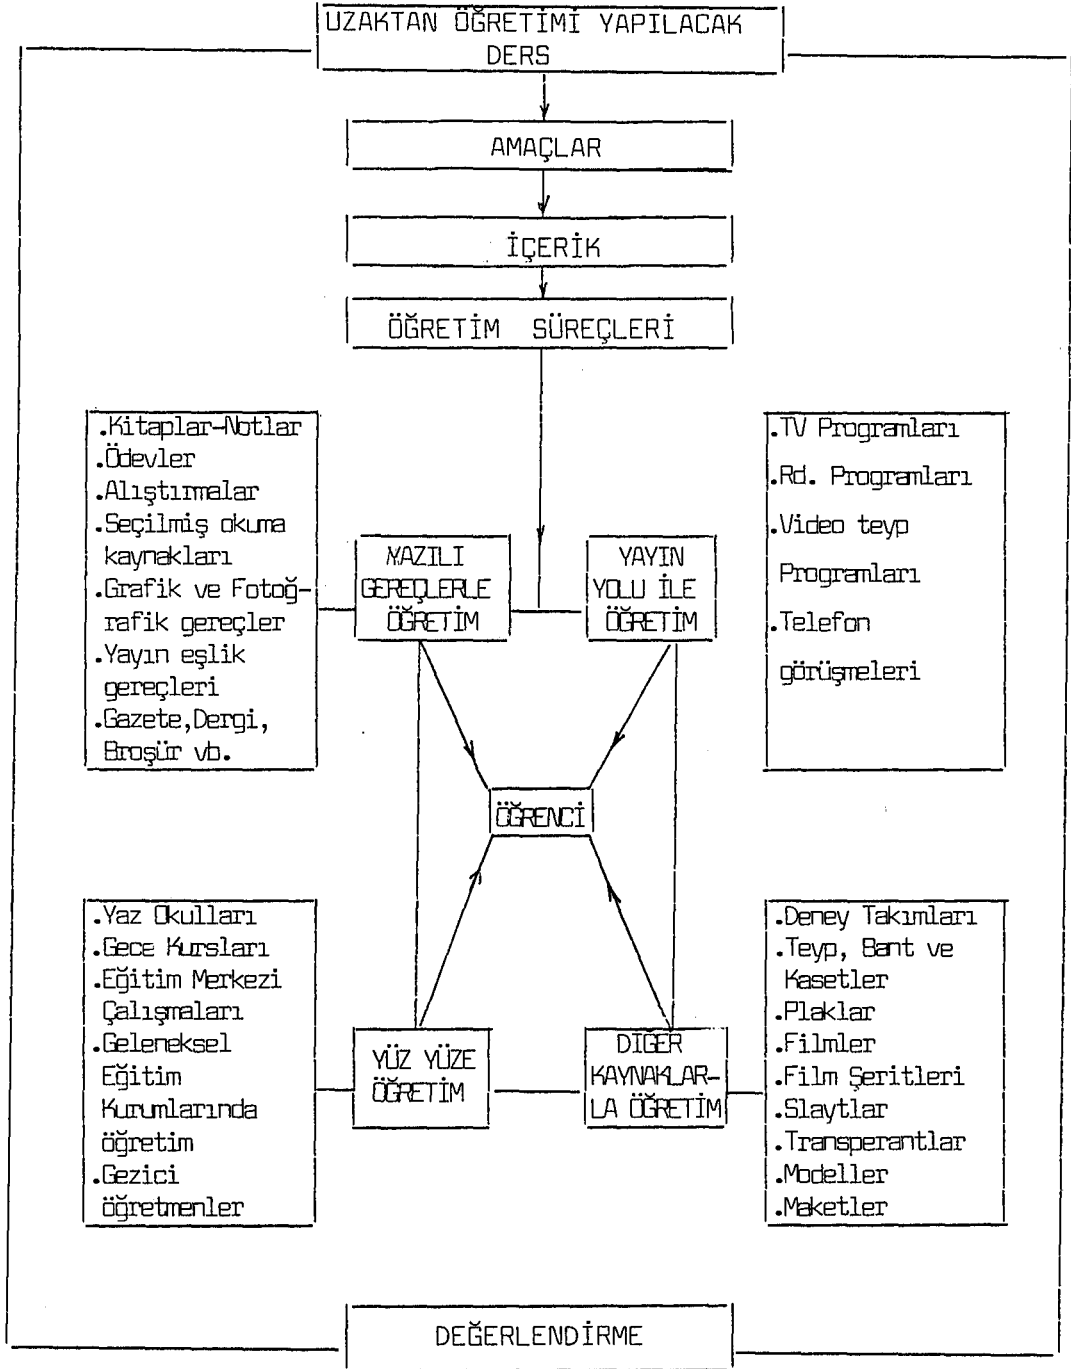 UZAKTAN ÖĞRETİMİ YAPILACAK
DERS
AMAÇLAR
İÇERİK
ÖĞRETİM SÜREÇLERİ
.Kitaplar-Notlar
.Ödevler
.Alıştırmalar
.Seçilmiş okuma
kaynakları
.Grafik ve Fotoğ-
rafik gereçler
.Yayın eşlik
gereçleri
.Gazete,Dergi,
Broşür vb.
YAZILI
GEREÇLERLE
ÖĞRETİM
YAYIN
YOLU İLE
ÖĞRETİM
.TV Programları
.Rd. Programları
.Video teyp
Programları
.Telefon
görüşmeleri
ÖĞRENCİ
.Yaz Okulları
.Gece Kursları
.Eğitim Merkezi
Çalışmaları
.Geleneksel
Eğitim
Kurumlarında
öğretim
.Gezici
öğretmenler
YÜZ YÜZE
ÖĞRETİM
DİGER
KAYNAKLAR-
LA ÖĞRETİM
.Deney Takımları
.Teyp, Bant ve
Kasetler
.Plaklar
.Filmler
.Film Şeritleri
.Slaytlar
.Transperantlar
.Modeller
.Maketler
DEĞERLENDİRME